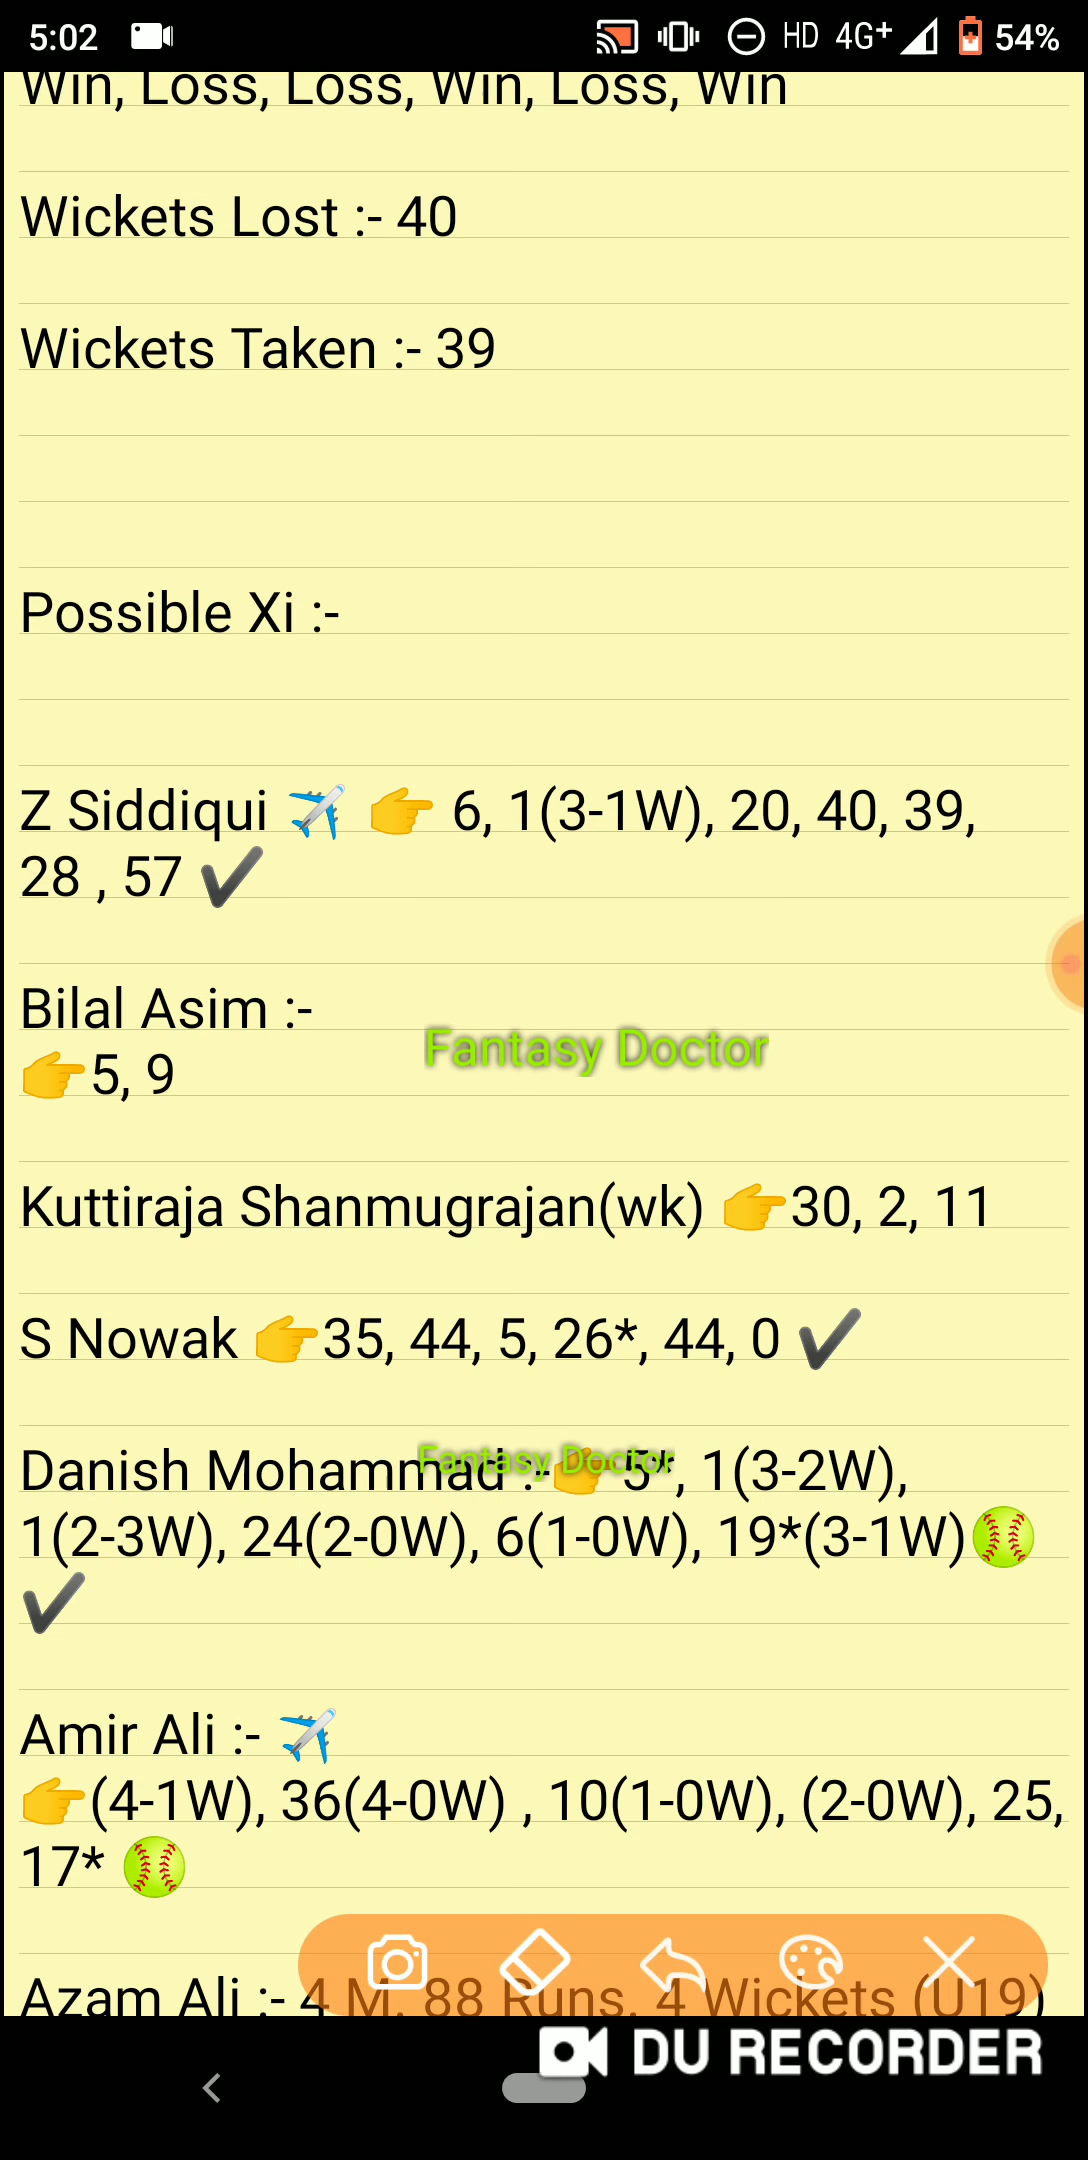 5:02 HD 4G+ 54%
Win, Loss, Loss, Win, Loss, Win
Wickets Lost :- 40
Wickets Taken :- 39
Possible Xi :-
Z Siddiqui ✈️ 👉 6, 1(3-1W), 20, 40, 39,
28 , 57 ✔️
Bilal Asim :-
Fantasy Doctor
👉5, 9
Kuttiraja Shanmugrajan(wk) 👉30, 2, 11
S Nowak 👉35, 44, 5, 26*, 44, 0 ✔️
Fantasy Doctor
Danish Mohammad :-👉5*, 1(3-2W),
1(2-3W), 24(2-0W), 6(1-0W), 19*(3-1W)🥎
✔️
Amir Ali :- ✈️
👉(4-1W), 36(4-0W) , 10(1-0W), (2-0W), 25,
17* 🥎
Azam Ali :- 4 M, 88 Runs, 4 Wickets (U19)
DU RECORDER